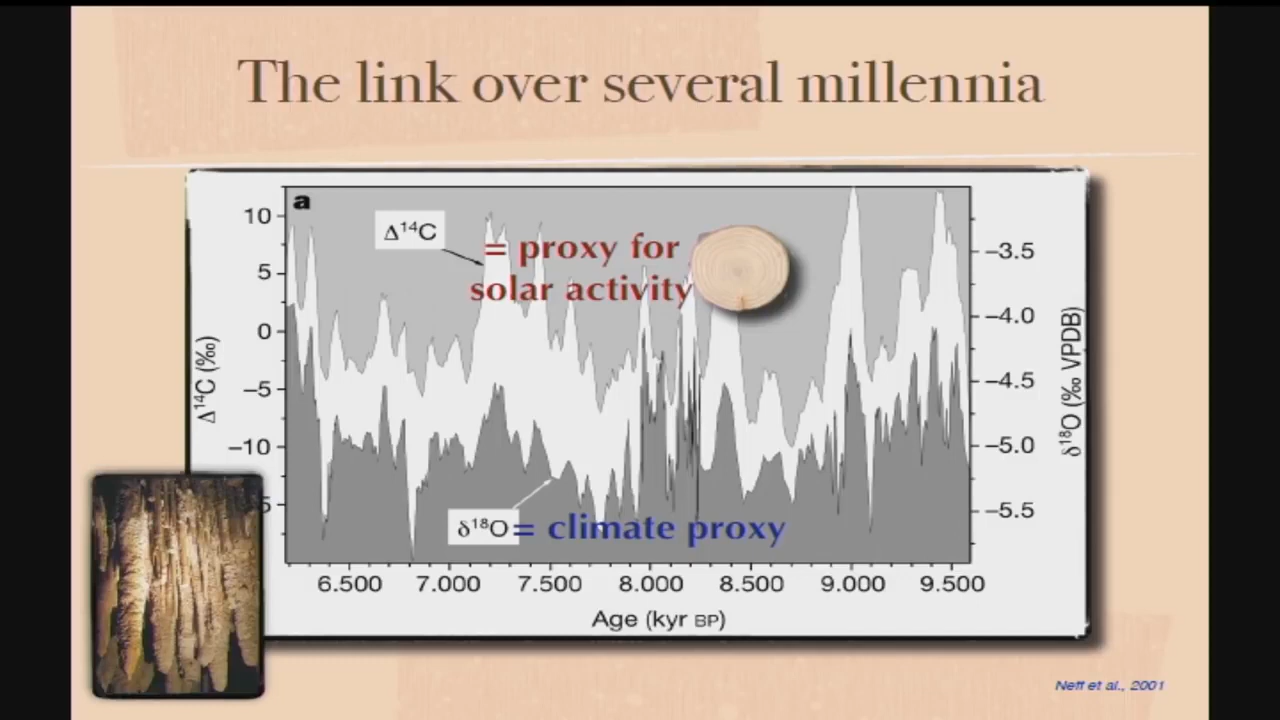 The link over several millennia
a
Δ14C
= proxy for
solar activity
10
5
0
−5
−10
5
Δ14C (‰)
−3.5
−4.0
−4.5
−5.0
−5.5
δ18O (‰ VPDB)
δ18O = climate proxy
6.500 7.000 7.500 8.000 8.500 9.000 9.500
Age (kyr BP)
Neff et al., 2001